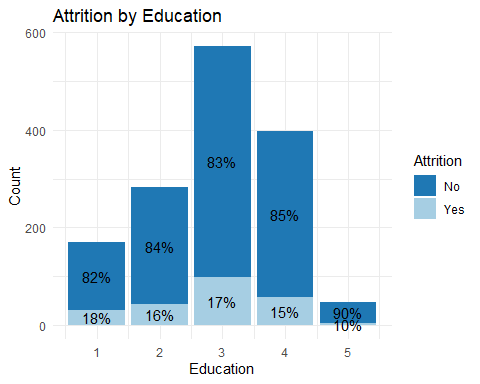 Attrition by Education
600
400
200
0
Count
82%
18%
84%
16%
83%
17%
85%
15%
90%
10%
1 2 3 4 5
Education
Attrition
No
Yes